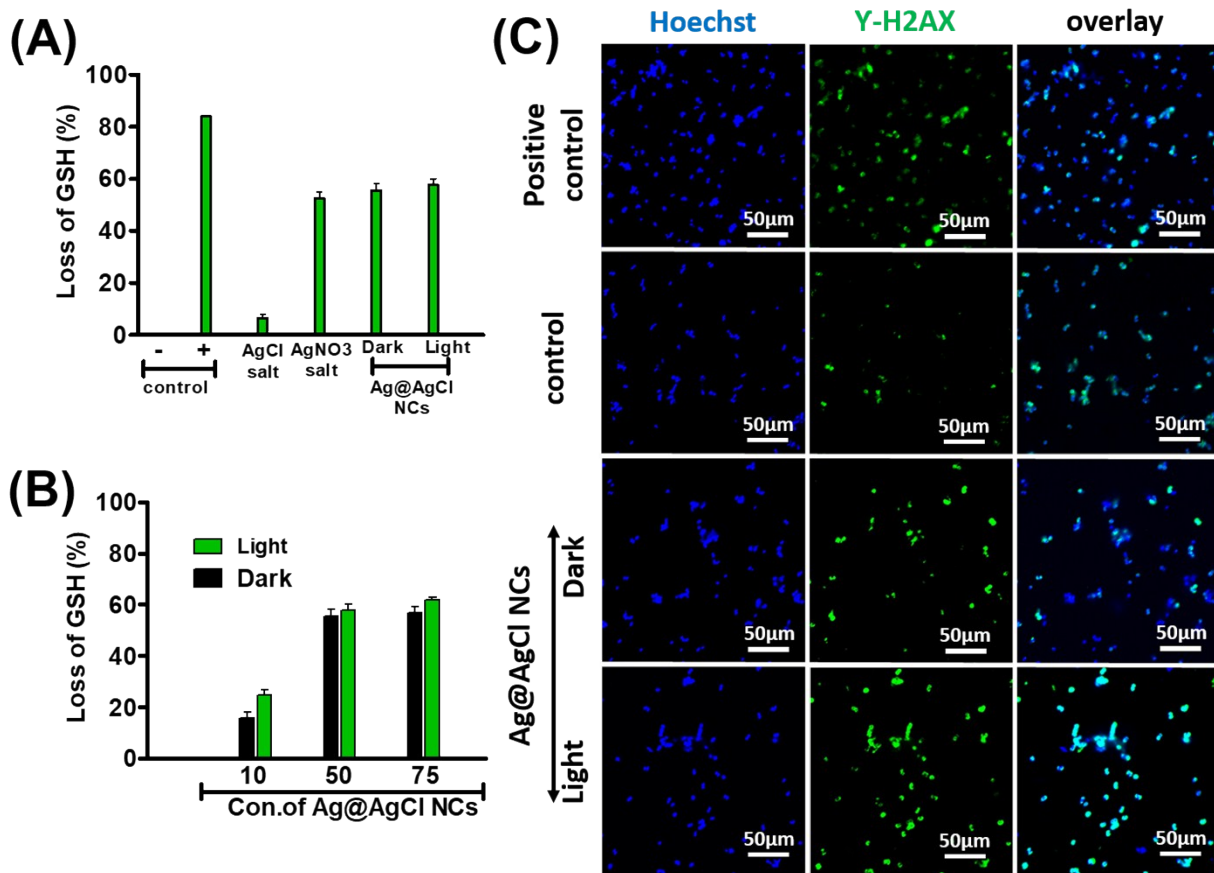 (A)
Loss of GSH (%)
100
80
60
40
20
0
- +
control
AgCl
salt
AgNO3
salt
Dark Light
Ag@AgCl
NCs
(B)
Loss of GSH (%)
100
80
60
40
20
0
Light
Dark
10 50 75
Con.of Ag@AgCl NCs
(C)
Hoechst Y-H2AX overlay
Positive
control
50μm 50μm 50μm
control
50μm 50μm 50μm
Ag@AgCl NCs
Dark
50μm 50μm 50μm
Light
50μm 50μm 50μm